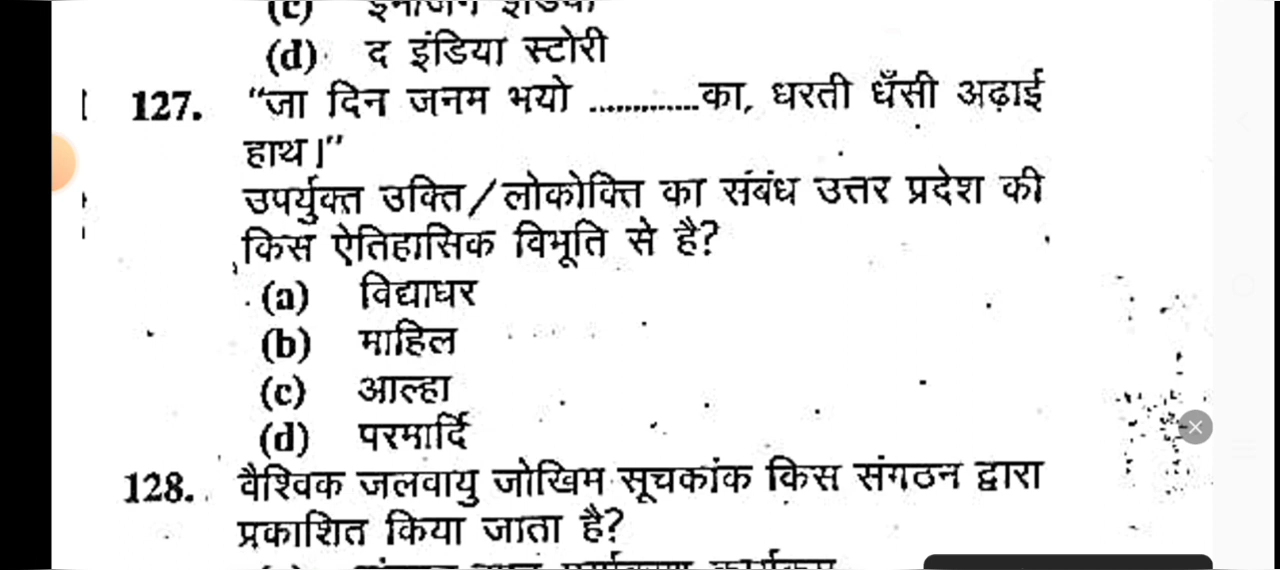 (d) द इंडिया स्टोरी
127. "जा दिन जनम भयो .............का, धरती धँसी अढ़ाई
हाथ।"
उपर्युक्त उक्ति/लोकोक्ति का संबंध उत्तर प्रदेश की
किस ऐतिहासिक विभूति से है?
(a) विद्याधर
(b) माहिल
(c) आल्हा
(d) परमार्दि
128. वैश्विक जलवायु जोखिम सूचकांक किस संगठन द्वारा
प्रकाशित किया जाता है?